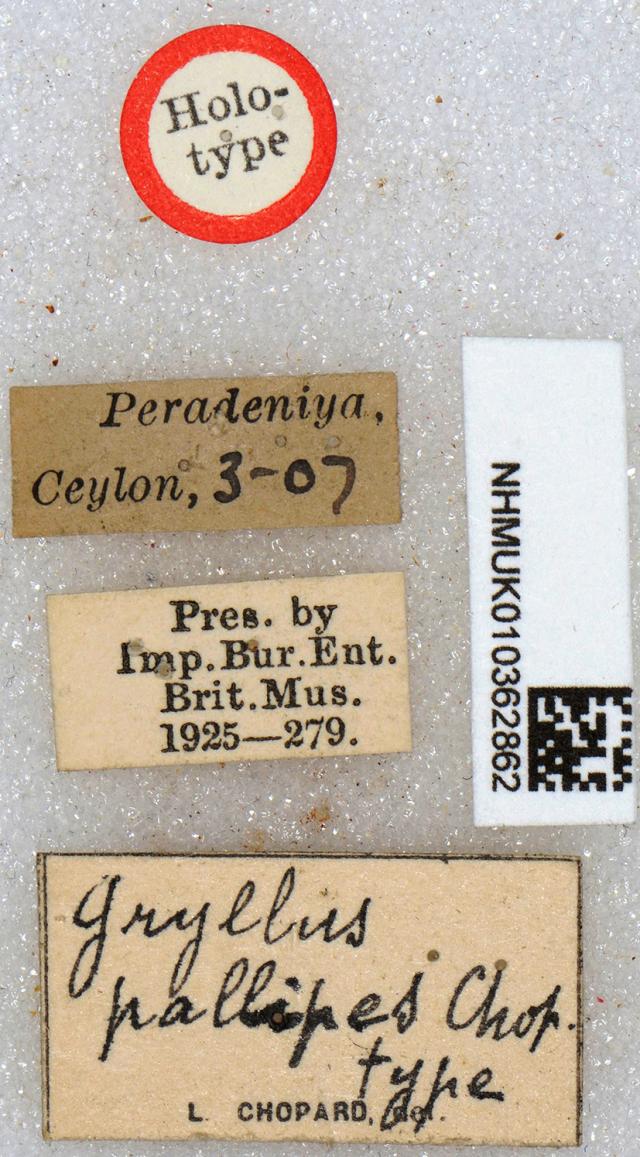 Holo-
type
Peradeniya,
Ceylon, 3-07
Pres. by
Imp. Bur. Ent.
Brit. Mus.
1925—279.
NHMUK010362862
Gryllus
pallipes Chop.
type
L. CHOPARD, det.